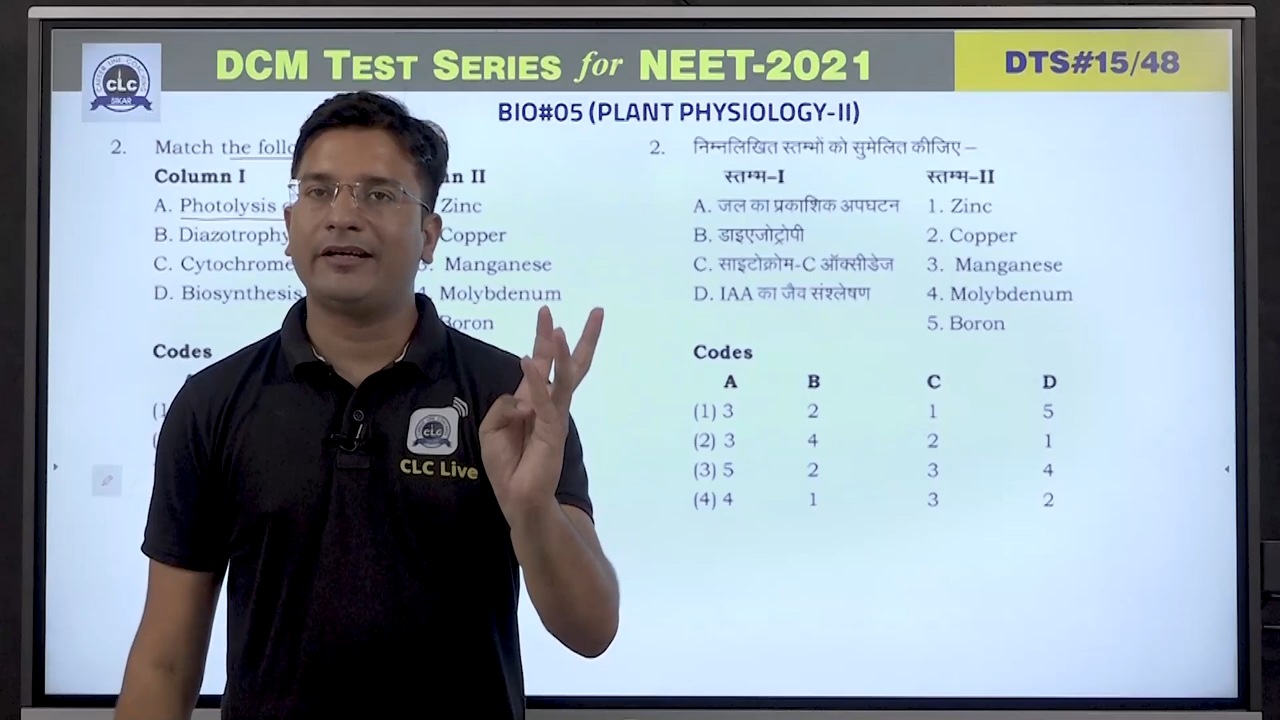 DCM TEST SERIES for NEET-2021
DTS#15/48
CLC
SIKAR
BIO#05 (PLANT PHYSIOLOGY-II)
2. Match the
Column I II
A. Photolysis Zinc
B. Diazotrophy Copper
C. Cytochrome Manganese
D. Biosynthesis Molybdenum
Boron
Codes
2. निम्नलिखित स्तम्भों को सुमेलित कीजिए –
स्तम्भ-I स्तम्भ-II
A. जल का प्रकाशिक अपघटन 1. Zinc
B. डाइएजोट्रोपी 2. Copper
C. साइटोक्रोम-C ऑक्सीडेज 3. Manganese
D. IAA का जैव संश्लेषण 4. Molybdenum
5. Boron
Codes
A B C D
(1) 3 2 1 5
(2) 3 4 2 1
(3) 5 2 3 4
(4) 4 1 3 2
CLC
CLC Live